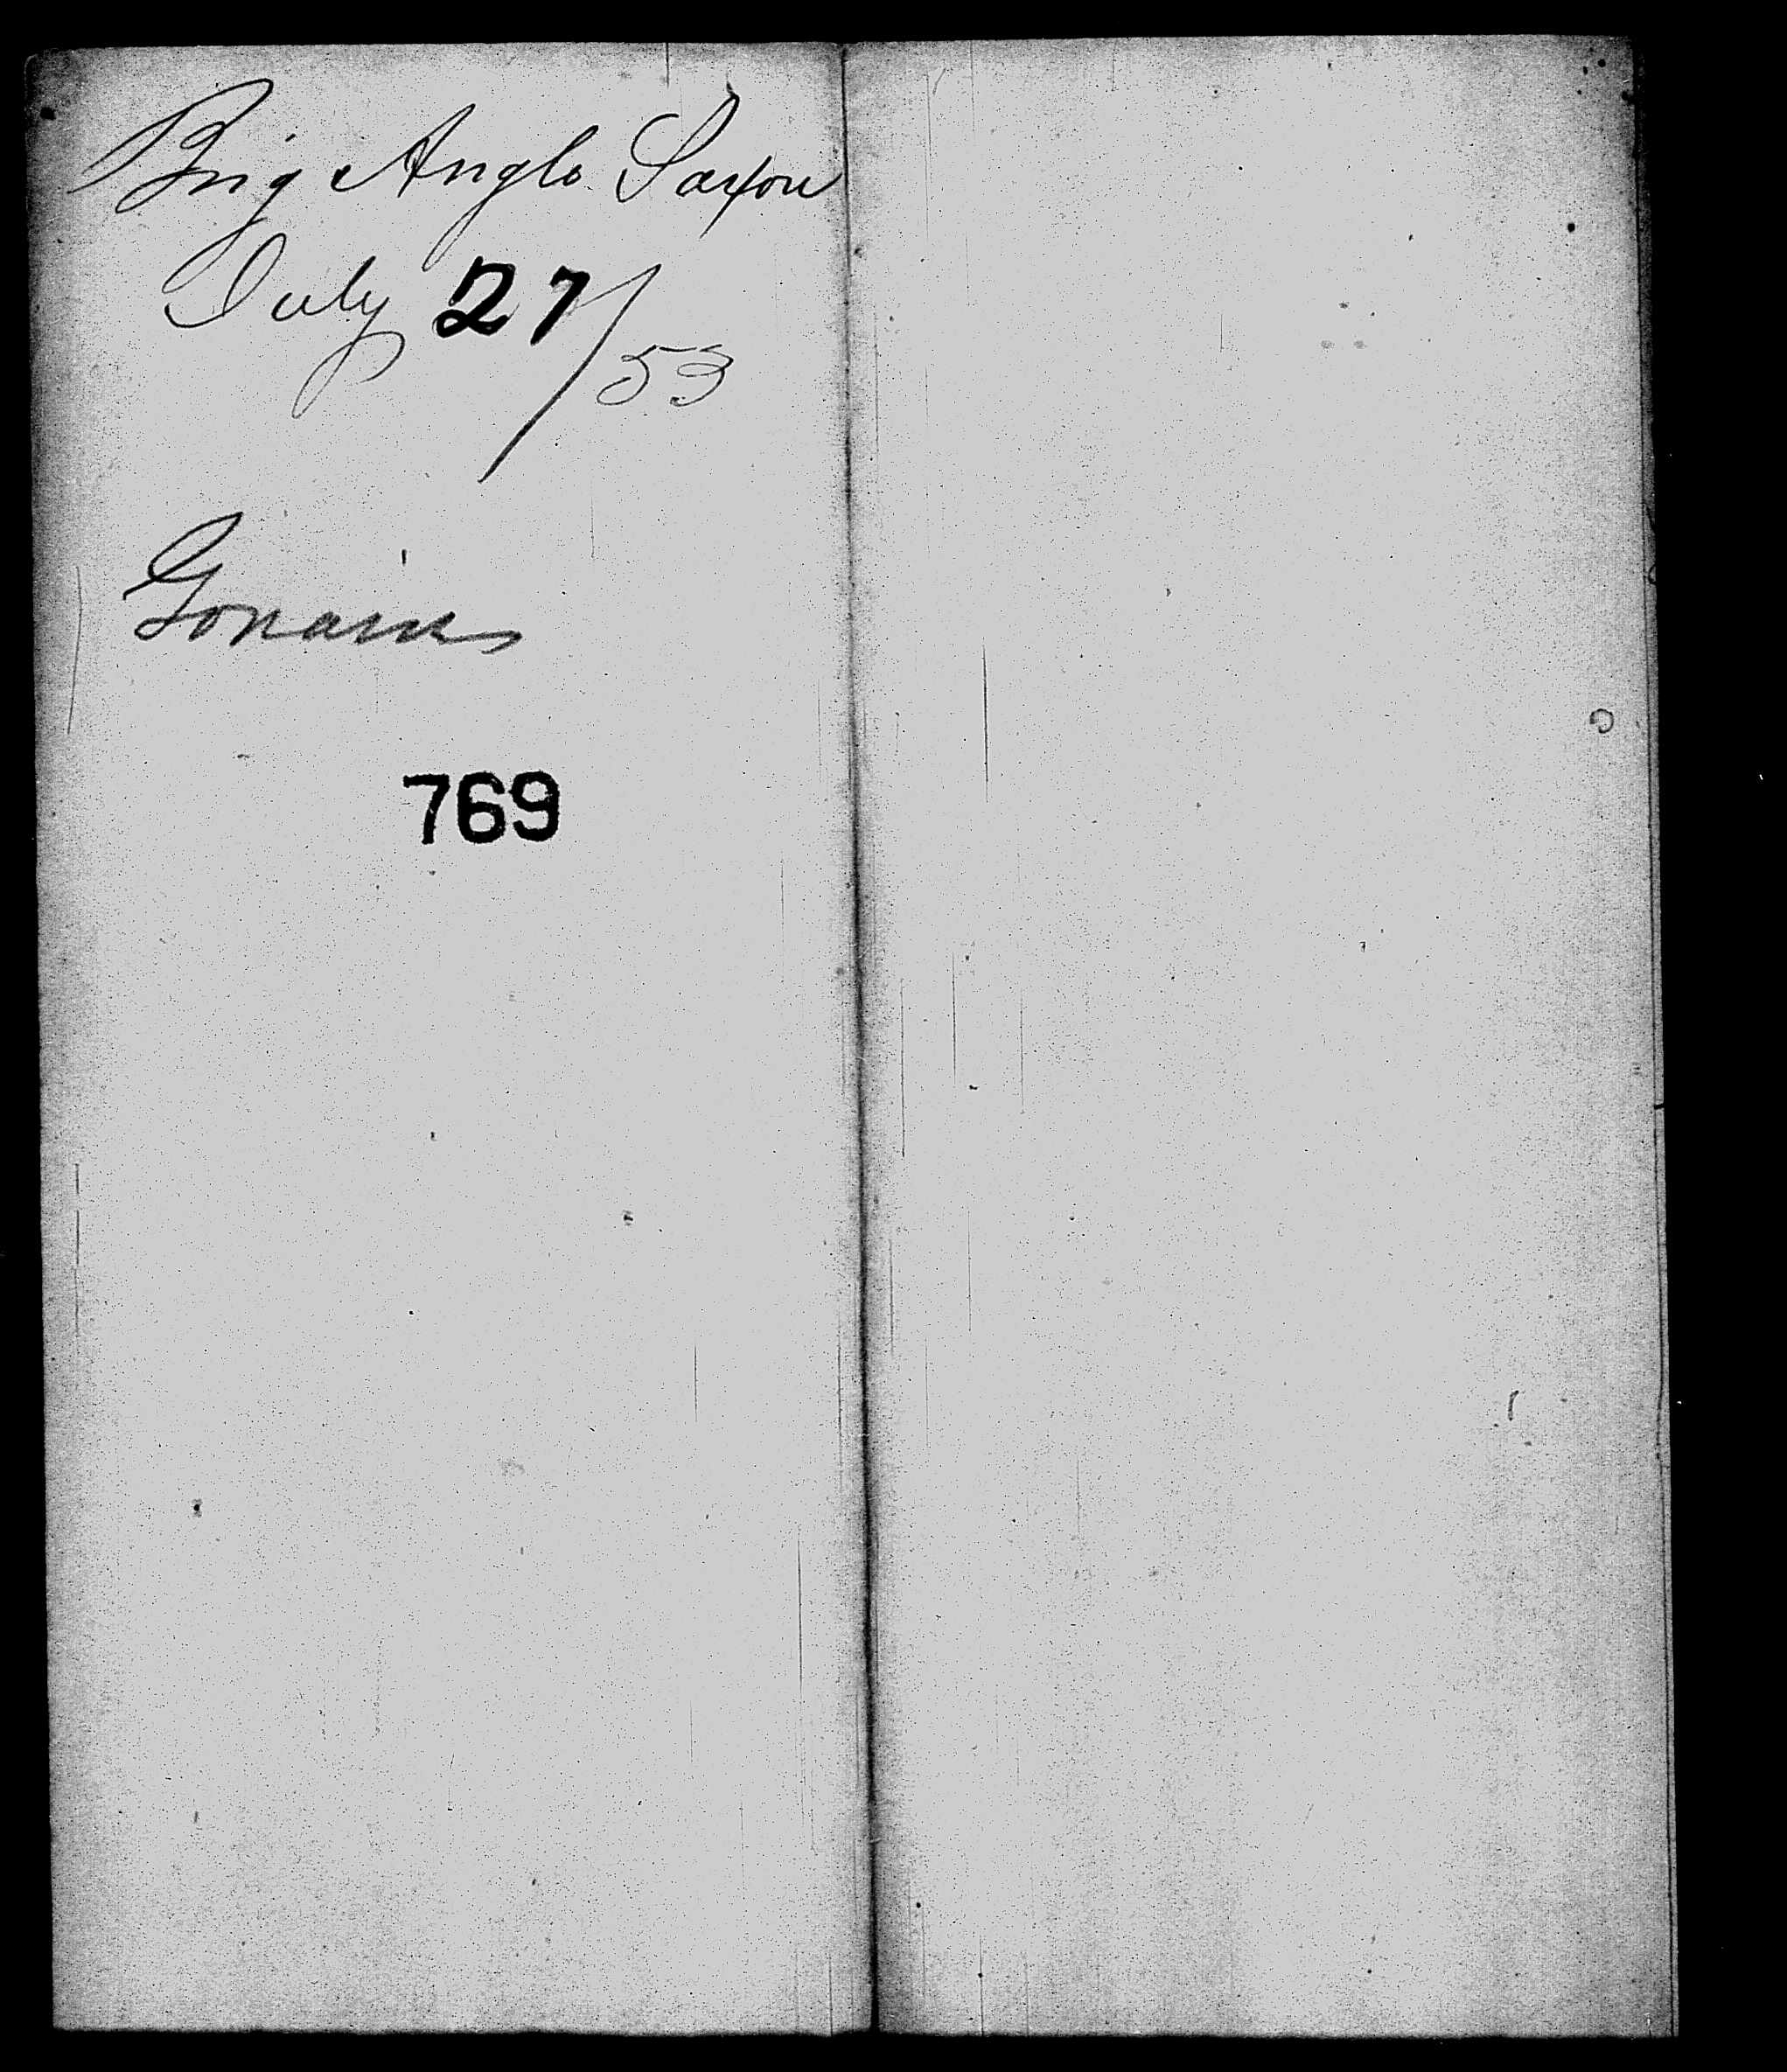 Brig Anglo Saxon
July 27/53
Gonaives
769